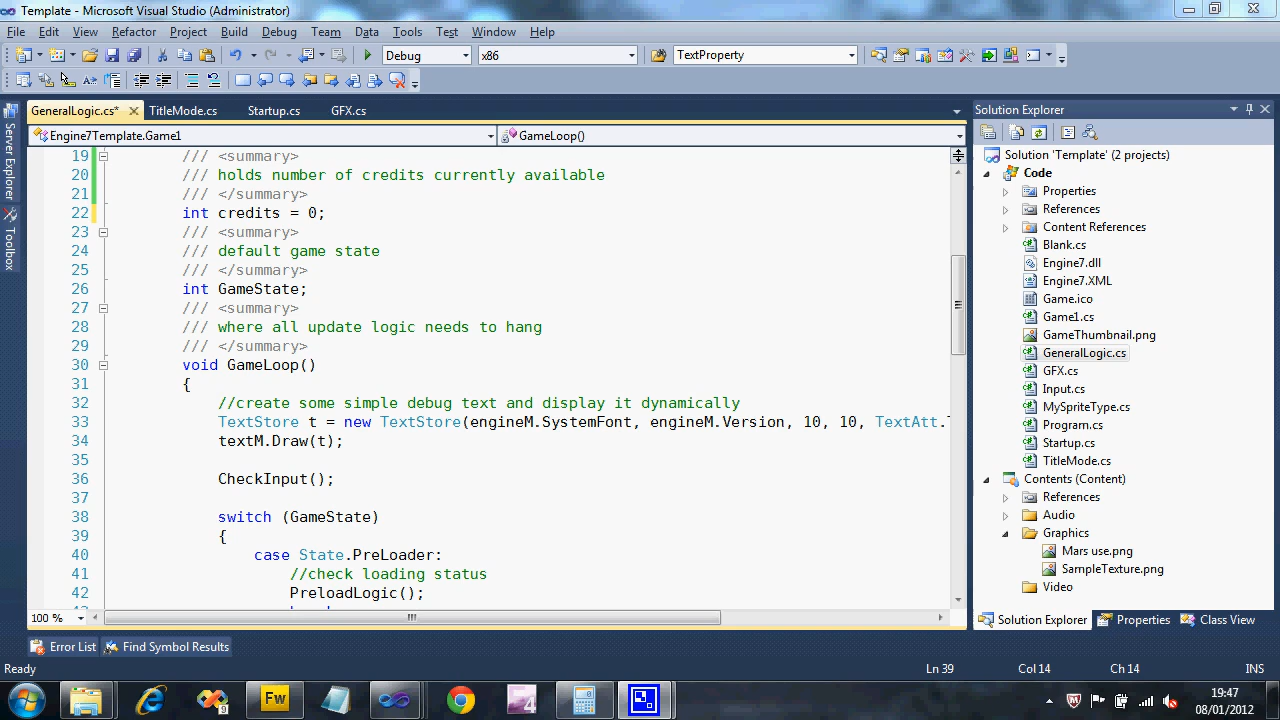 Template - Microsoft Visual Studio (Administrator)
File Edit View Refactor Project Build Debug Team Data Tools Test Window Help
Debug x86 TextProperty
GeneralLogic.cs* TitleMode.cs Startup.cs GFX.cs
Engine7Template.Game1 GameLoop()
19 /// <summary>
20 /// holds number of credits currently available
21 /// </summary>
22 int credits = 0;
23 /// <summary>
24 /// default game state
25 /// </summary>
26 int GameState;
27 /// <summary>
28 /// where all update logic needs to hang
29 /// </summary>
30 void GameLoop()
31 {
32 //create some simple debug text and display it dynamically
33 TextStore t = new TextStore(engineM.SystemFont, engineM.Version, 10, 10, TextAtt.
34 textM.Draw(t);
35
36 CheckInput();
37
38 switch (GameState)
39 {
40 case State.PreLoader:
41 //check loading status
42 PreloadLogic();
100 %
Server Explorer
Toolbox
Solution Explorer
Solution 'Template' (2 projects)
Code
Properties
References
Content References
Blank.cs
Engine7.dll
Engine7.XML
Game.ico
Game1.cs
GameThumbnail.png
GeneralLogic.cs
GFX.cs
Input.cs
MySpriteType.cs
Program.cs
Startup.cs
TitleMode.cs
Contents (Content)
References
Audio
Graphics
Mars use.png
SampleTexture.png
Video
Solution Explorer Properties Class View
Error List Find Symbol Results
Ready Ln 39 Col 14 Ch 14 INS
Fw
19:47
08/01/2012